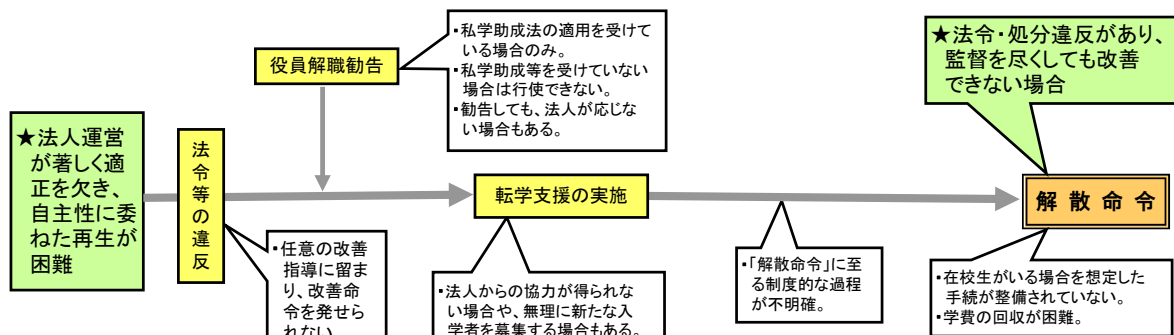 ★法人運営
が著しく適
正を欠き、
自主性に委
ねた再生が
困難
法令等の違反
役員解職勧告
・私学助成法の適用を受けて
いる場合のみ。
・私学助成等を受けていない
場合は行使できない。
・勧告しても、法人が応じな
い場合もある。
・任意の改善
指導に留ま
り、改善命
令を発せら
れない
転学支援の実施
・法人からの協力が得られな
い場合や、無理に新たな入
学者を募集する場合もある。
・「解散命令」に至
る制度的な過程
が不明確。
★法令・処分違反があり、
監督を尽くしても改善
できない場合
解散命令
・在校生がいる場合を想定した
手続が整備されていない。
・学費の回収が困難。